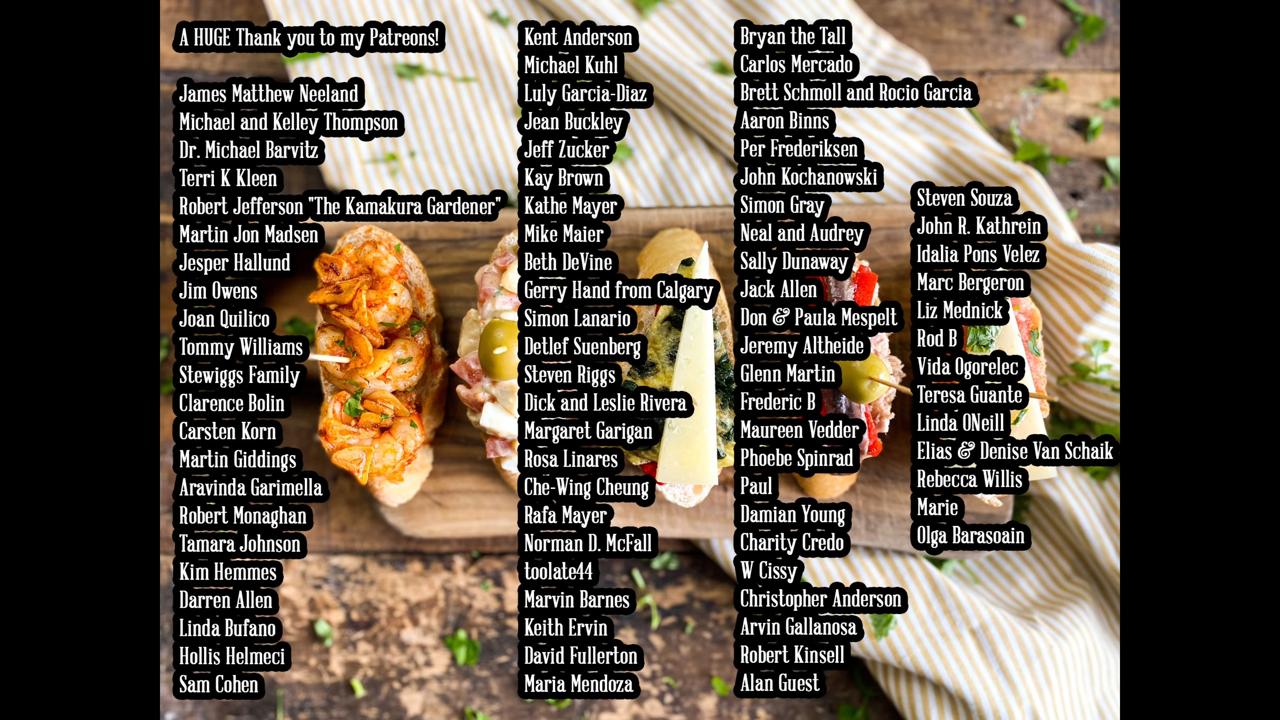 A HUGE Thank you to my Patreons!
James Matthew Neeland
Michael and Kelley Thompson
Dr. Michael Barvitz
Terri K Kleen
Robert Jefferson "The Kamakura Gardener"
Martin Jon Madsen
Jesper Hallund
Jim Owens
Joan Quilico
Tommy Williams
Stewiggs Family
Clarence Bolin
Carsten Korn
Martin Giddings
Aravinda Garimella
Robert Monaghan
Tamara Johnson
Kim Hemmes
Darren Allen
Linda Bufano
Hollis Helmeci
Sam Cohen
Kent Anderson
Michael Kuhl
Luly Garcia-Diaz
Jean Buckley
Jeff Zucker
Kay Brown
Kathe Mayer
Mike Maier
Beth DeVine
Gerry Hand from Calgary
Simon Lanario
Detlef Suenberg
Steven Riggs
Dick and Leslie Rivera
Margaret Garigan
Rosa Linares
Che-Wing Cheung
Rafa Mayer
Norman D. McFall
toolate44
Marvin Barnes
Keith Ervin
David Fullerton
Maria Mendoza
Bryan the Tall
Carlos Mercado
Brett Schmoll and Rocio Garcia
Aaron Binns
Per Frederiksen
John Kochanowski
Simon Gray
Neal and Audrey
Sally Dunaway
Jack Allen
Don & Paula Mespelt
Jeremy Altheide
Glenn Martin
Frederic B
Maureen Vedder
Phoebe Spinrad
Paul
Damian Young
Charity Credo
W Cissy
Christopher Anderson
Arvin Gallanosa
Robert Kinsell
Alan Guest
Steven Souza
John R. Kathrein
Idalia Pons Velez
Marc Bergeron
Liz Mednick
Rod B
Vida Ogorelec
Teresa Guante
Linda ONeill
Elias & Denise Van Schaik
Rebecca Willis
Marie
Olga Barasoain